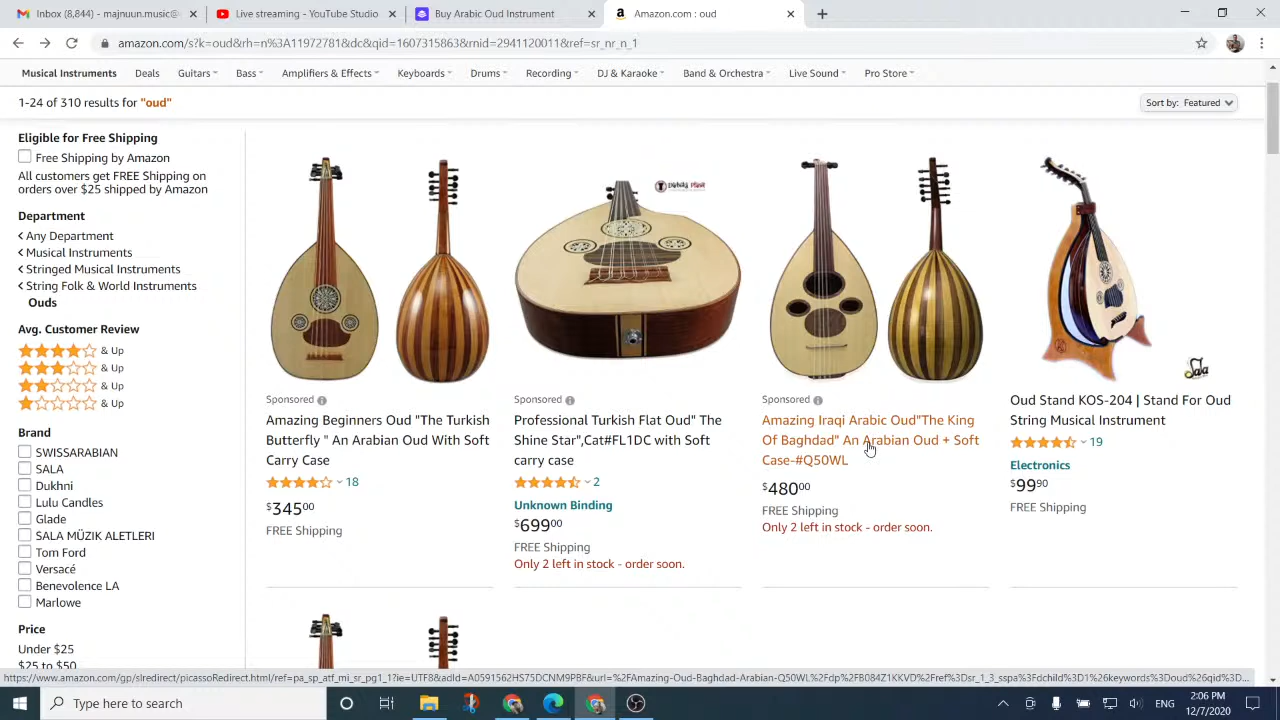 Inbox (8,844) - majnuun.music@
Live streaming - YouTube Studio
Buy Arabic Oud Instrument
Amazon.com : oud
amazon.com/s?k=oud&rh=n%3A11972781&dc&qid=1607315863&rnid=2941120011&ref=sr_nr_n_1
Musical Instruments Deals Guitars Bass Amplifiers & Effects Keyboards Drums Recording DJ & Karaoke Band & Orchestra Live Sound Pro Store
1-24 of 310 results for "oud"
Sort by: Featured
Eligible for Free Shipping
Free Shipping by Amazon
All customers get FREE Shipping on
orders over $25 shipped by Amazon
Department
Any Department
Musical Instruments
Stringed Musical Instruments
String Folk & World Instruments
Ouds
Avg. Customer Review
& Up
& Up
& Up
& Up
Brand
SWISSARABIAN
SALA
Dukhni
Lulu Candles
Glade
SALA MÜZIK ALETLERI
Tom Ford
Versacé
Benevolence LA
Marlowe
Price
Under $25
$25 to $50
Sponsored
Amazing Beginners Oud "The Turkish
Butterfly " An Arabian Oud With Soft
Carry Case
18
$34500
FREE Shipping
Sponsored
Professional Turkish Flat Oud" The
Shine Star",Cat#FL1DC with Soft
carry case
2
Unknown Binding
$69900
FREE Shipping
Only 2 left in stock - order soon.
Sponsored
Amazing Iraqi Arabic Oud"The King
Of Baghdad" An Arabian Oud + Soft
Case-#Q50WL
$48000
FREE Shipping
Only 2 left in stock - order soon.
Sala
Oud Stand KOS-204 | Stand For Oud
String Musical Instrument
19
Electronics
$9990
FREE Shipping
Type here to search
ENG
2:06 PM
12/7/2020